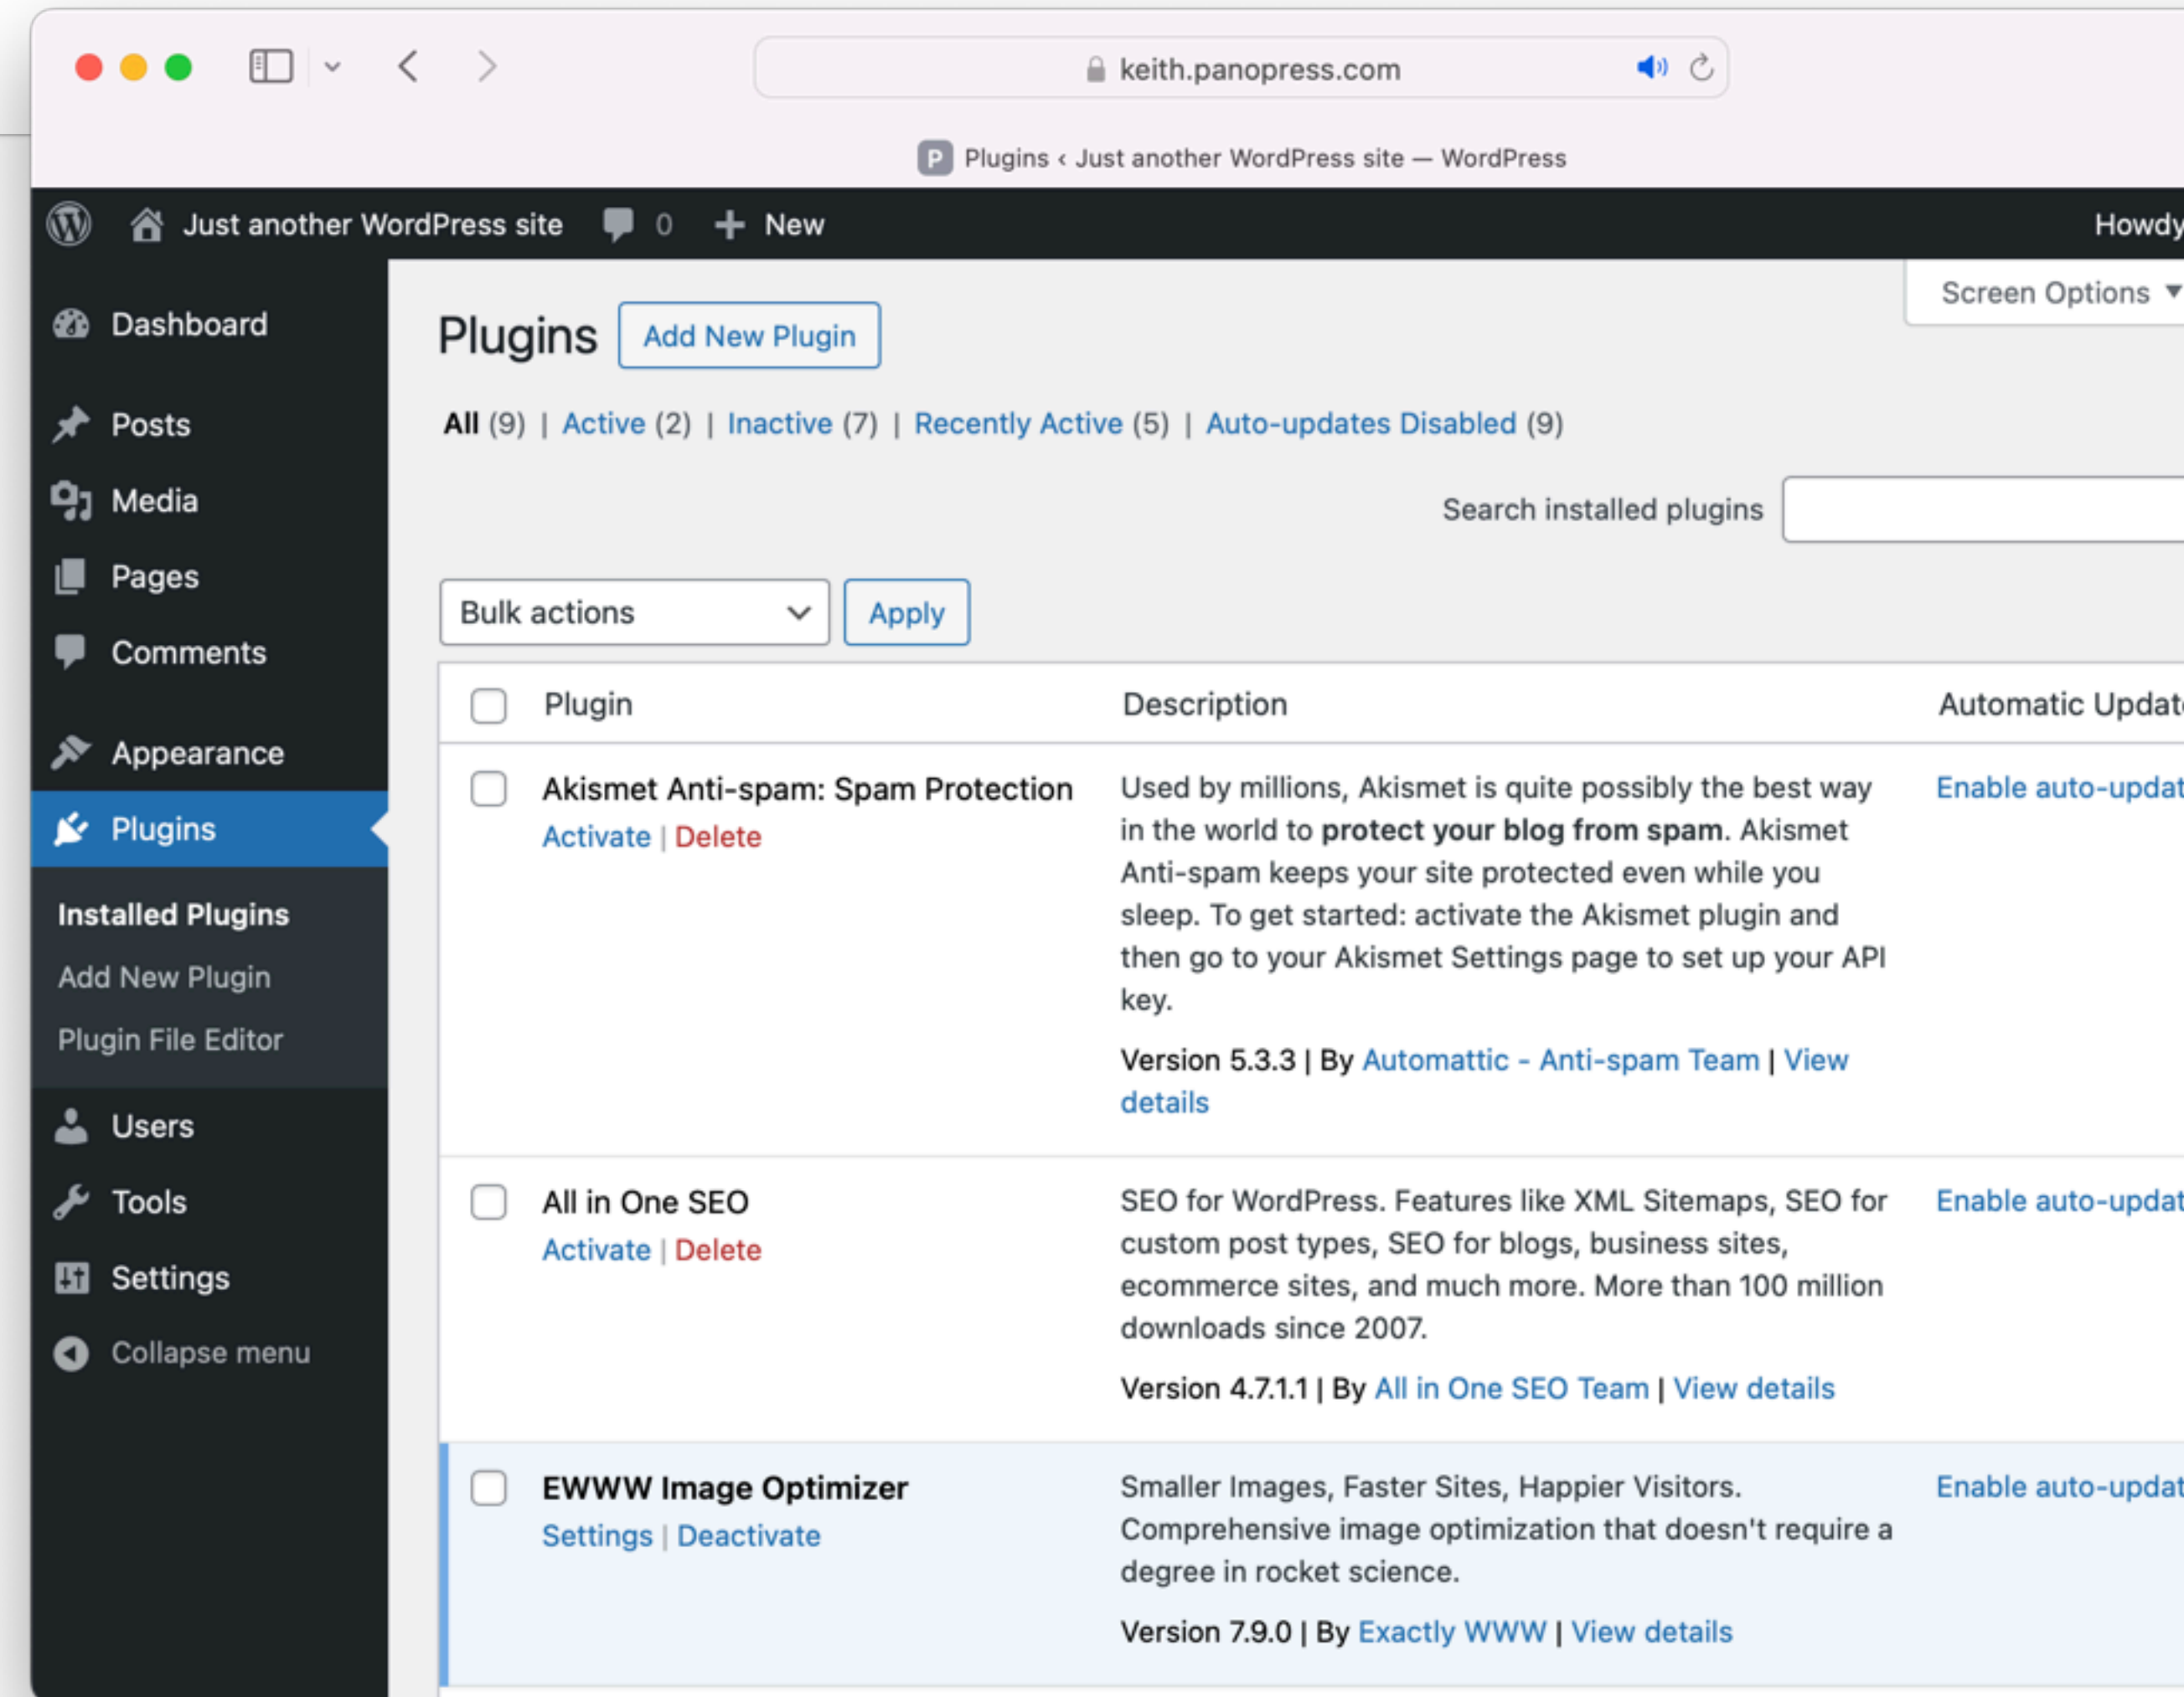 keith.panopress.com
P Plugins ‹ Just another WordPress site — WordPress
Just another WordPress site 0 + New Howdy
Screen Options ▼
Dashboard
Posts
Media
Pages
Comments
Appearance
Plugins
Installed Plugins
Add New Plugin
Plugin File Editor
Users
Tools
Settings
Collapse menu
Plugins Add New Plugin
All (9) | Active (2) | Inactive (7) | Recently Active (5) | Auto-updates Disabled (9)
Search installed plugins
Bulk actions Apply
Plugin Description Automatic Updat
Akismet Anti-spam: Spam Protection
Activate | Delete
Used by millions, Akismet is quite possibly the best way
in the world to protect your blog from spam. Akismet
Anti-spam keeps your site protected even while you
sleep. To get started: activate the Akismet plugin and
then go to your Akismet Settings page to set up your API
key.
Version 5.3.3 | By Automattic - Anti-spam Team | View
details
Enable auto-updat
All in One SEO
Activate | Delete
SEO for WordPress. Features like XML Sitemaps, SEO for
custom post types, SEO for blogs, business sites,
ecommerce sites, and much more. More than 100 million
downloads since 2007.
Version 4.7.1.1 | By All in One SEO Team | View details
Enable auto-updat
EWWW Image Optimizer
Settings | Deactivate
Smaller Images, Faster Sites, Happier Visitors.
Comprehensive image optimization that doesn't require a
degree in rocket science.
Version 7.9.0 | By Exactly WWW | View details
Enable auto-updat